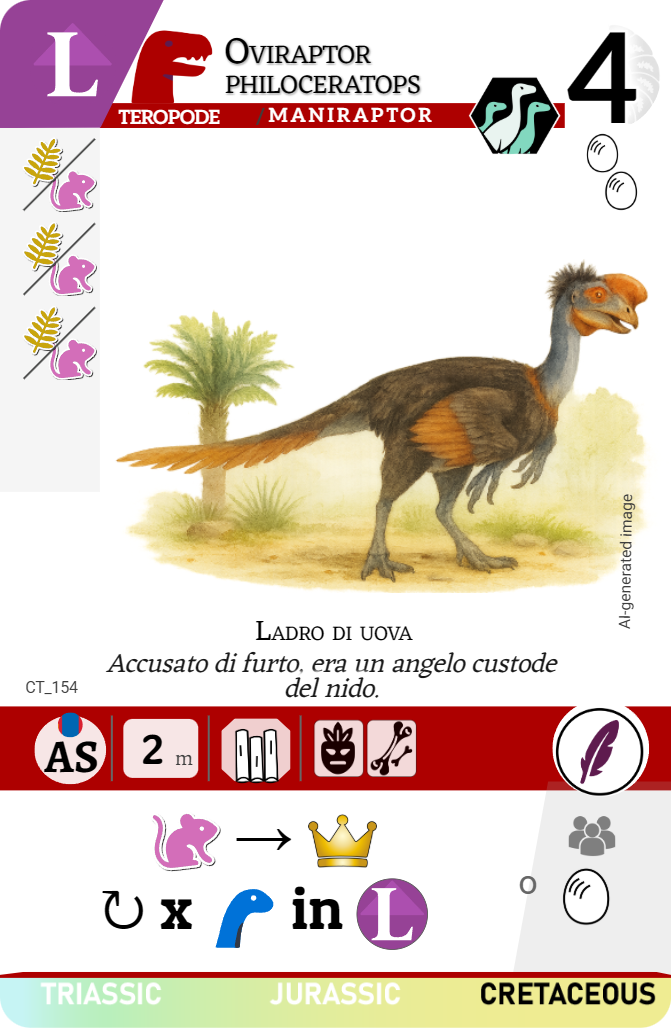 L
OVIRAPTOR
PHILOCERATOPS
4
TEROPODE / MANIRAPTOR
AI-generated image
LADRO DI UOVA
Accusato di furto, era un angelo custode
del nido.
CT_154
AS
2 m
o
x in L
TRIASSIC JURASSIC CRETACEOUS